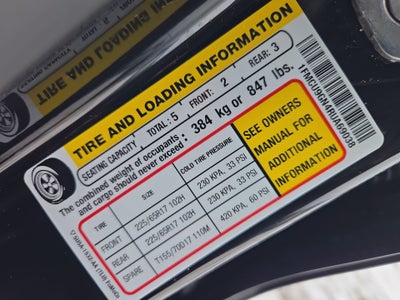 TIRE AND LOADING INFORMATION
SEATING CAPACITY TOTAL: 5 FRONT: 2 REAR: 3
The combined weight of occupants
and cargo should never exceed: 384 kg or 847 lbs.
TIRE SIZE COLD TIRE PRESSURE
FRONT 225/65R17 102H 230 KPA, 33 PSI
REAR 225/65R17 102H 230 KPA, 33 PSI
SPARE T155/70D17 110M 420 KPA, 60 PSI
SEE OWNERS
MANUAL FOR
ADDITIONAL
INFORMATION